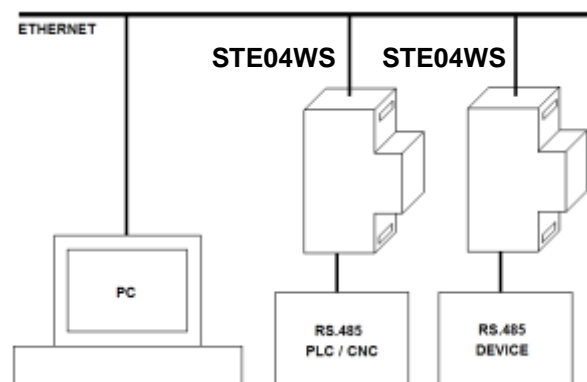 ETHERNET
STE04WS STE04WS
PC
RS.485
PLC / CNC
RS.485
DEVICE